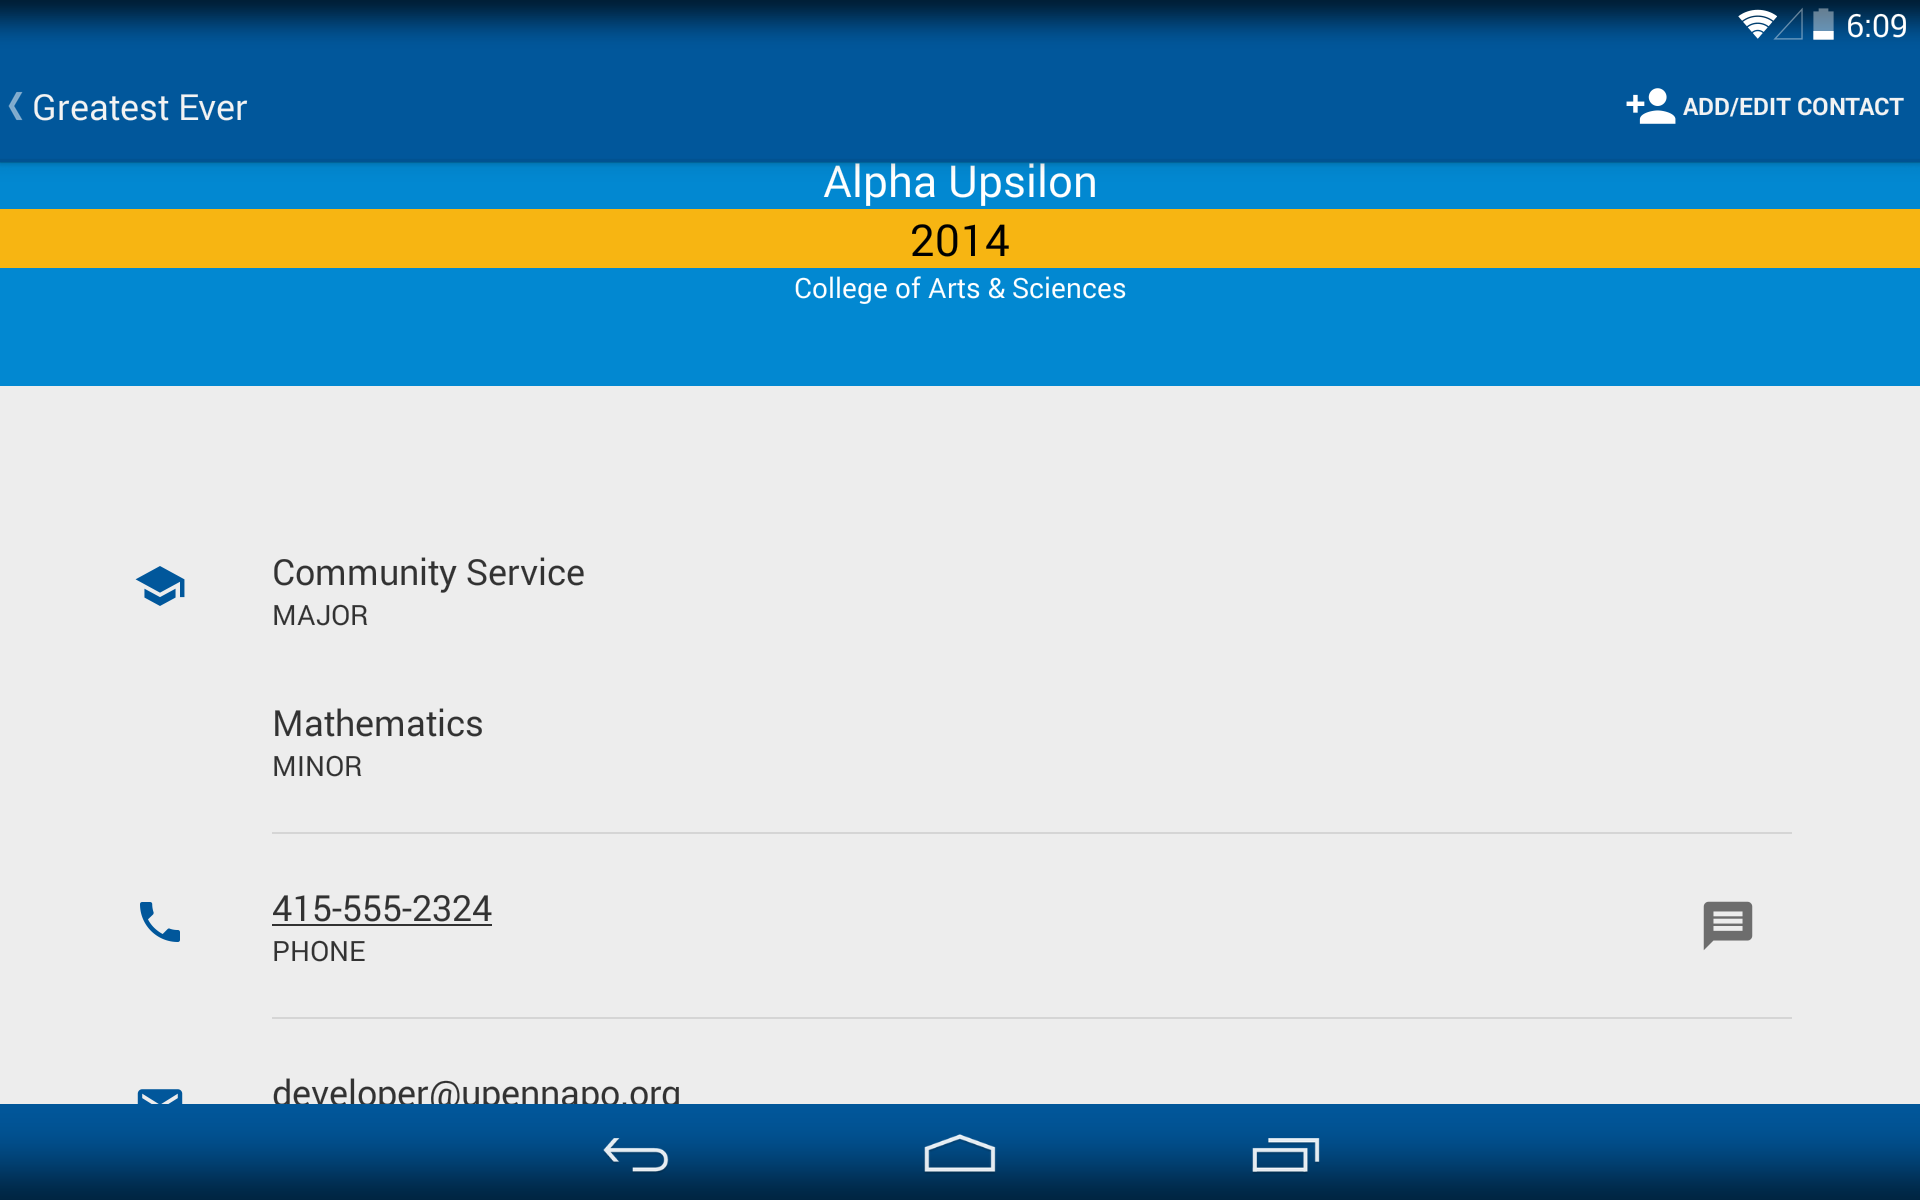 6:09
Greatest Ever
ADD/EDIT CONTACT
Alpha Upsilon
2014
College of Arts & Sciences
Community Service
MAJOR
Mathematics
MINOR
415-555-2324
PHONE
developer@upennapo.org